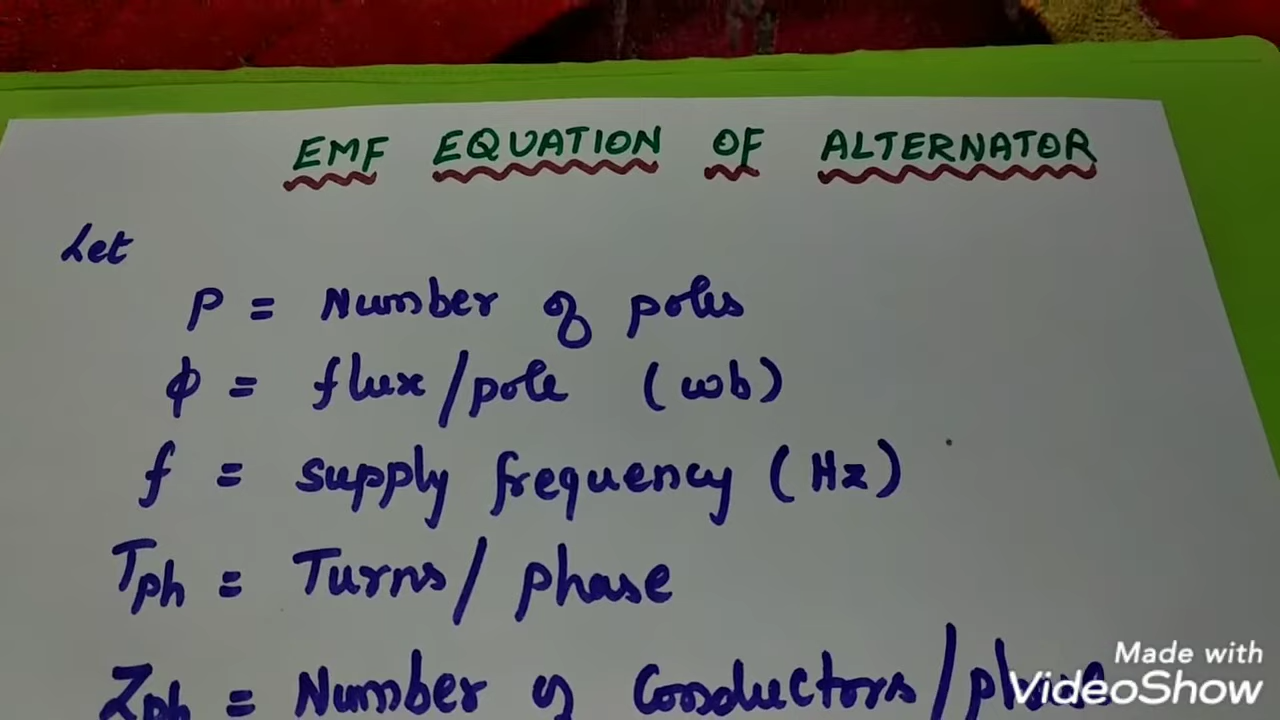 EMF EQUATION OF ALTERNATOR
Let
P = Number of poles
φ = flux/pole (wb)
f = supply frequency (Hz)
Tph = Turns/phase
Zph = Number of Conductors/phase
Made with
VideoShow